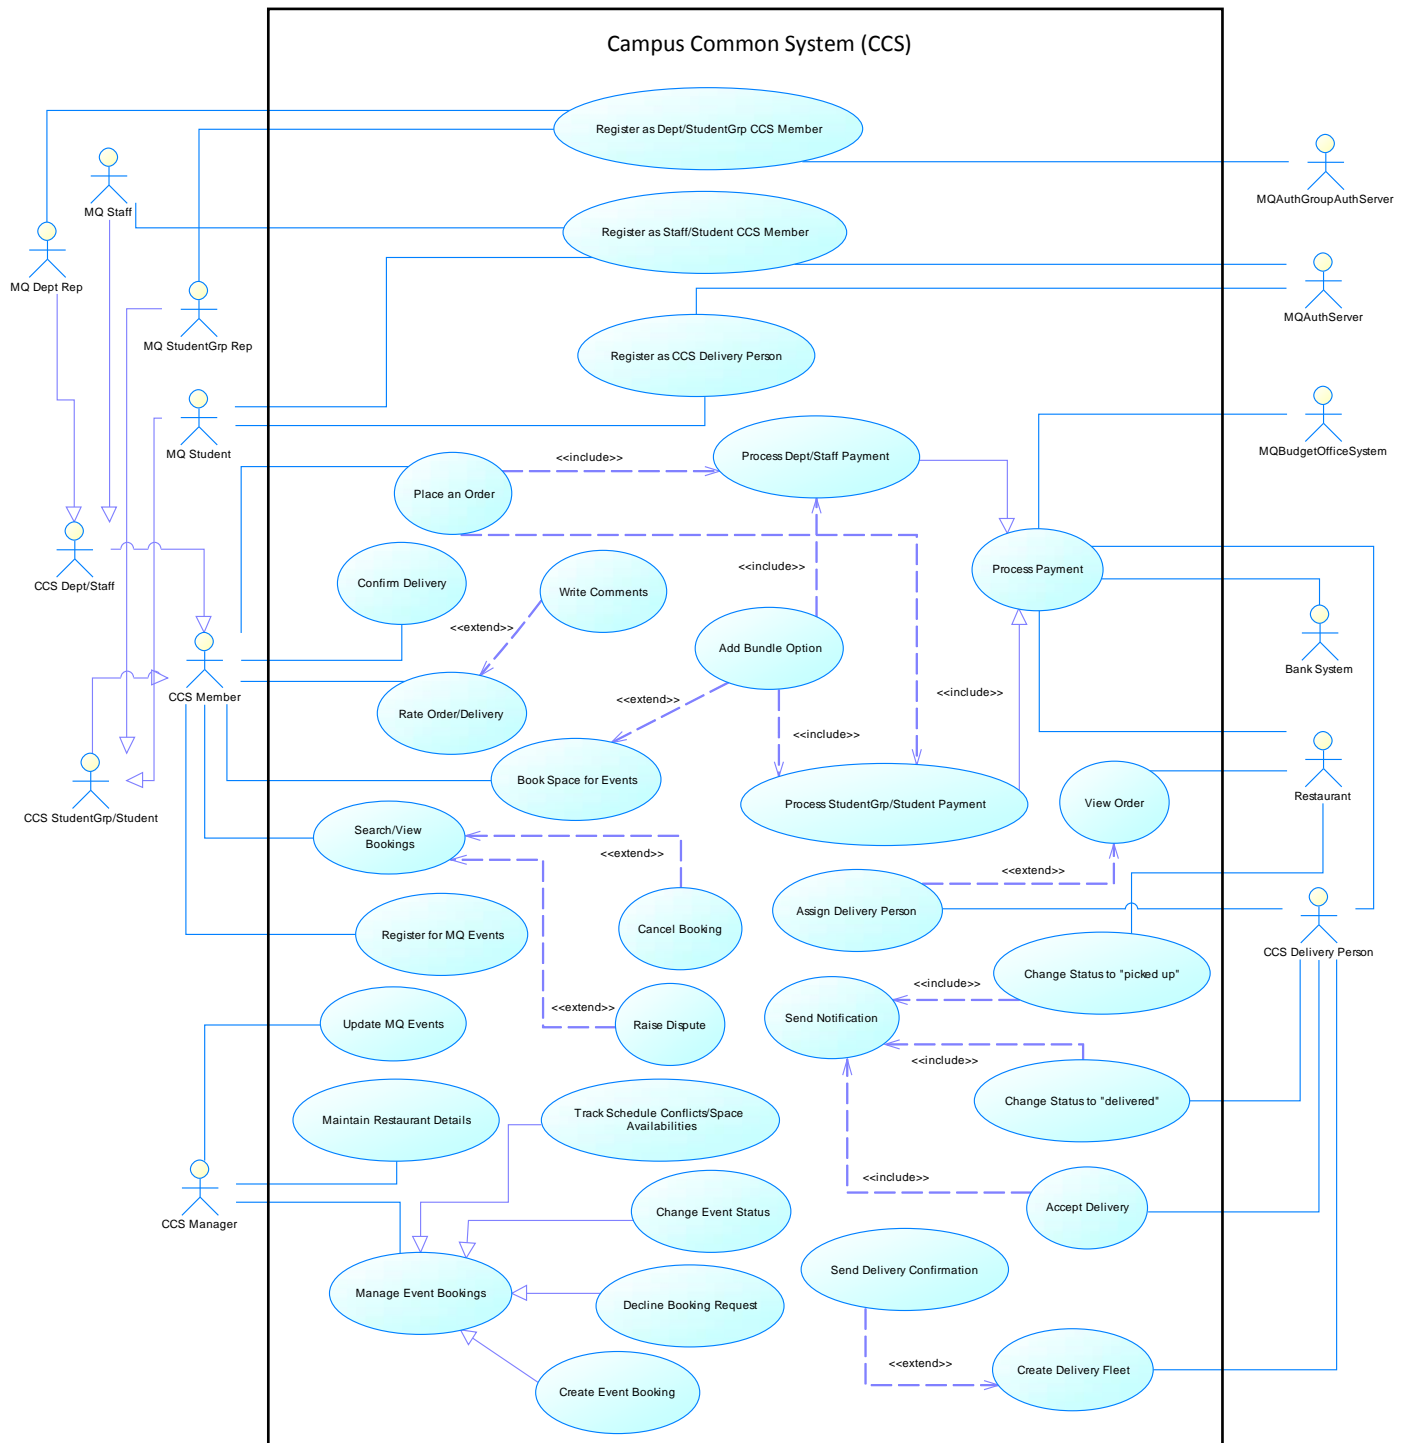 Campus Common System (CCS)
Register as Dept/StudentGrp CCS Member
MQ Staff
MQAuthGroupAuthServer
Register as Staff/Student CCS Member
MQ Dept Rep
MQAuthServer
MQ StudentGrp Rep
Register as CCS Delivery Person
MQ Student
MQBudgetOfficeSystem
<<include>>
Process Dept/Staff Payment
Place an Order
CCS Dept/Staff
Confirm Delivery
Write Comments
<<include>>
Process Payment
<<extend>>
Add Bundle Option
Bank System
CCS Member
<<extend>>
<<include>>
Rate Order/Delivery
<<include>>
Book Space for Events
Process StudentGrp/Student Payment
View Order
Restaurant
CCS StudentGrp/Student
Search/View
Bookings
<<extend>>
<<extend>>
Assign Delivery Person
Cancel Booking
Register for MQ Events
CCS Delivery Person
Change Status to "picked up"
<<include>>
<<extend>>
Send Notification
Update MQ Events
Raise Dispute
<<include>>
Change Status to "delivered"
Maintain Restaurant Details
Track Schedule Conflicts/Space
Availabilities
<<include>>
CCS Manager
Change Event Status
Accept Delivery
Send Delivery Confirmation
Manage Event Bookings
Decline Booking Request
<<extend>>
Create Delivery Fleet
Create Event Booking